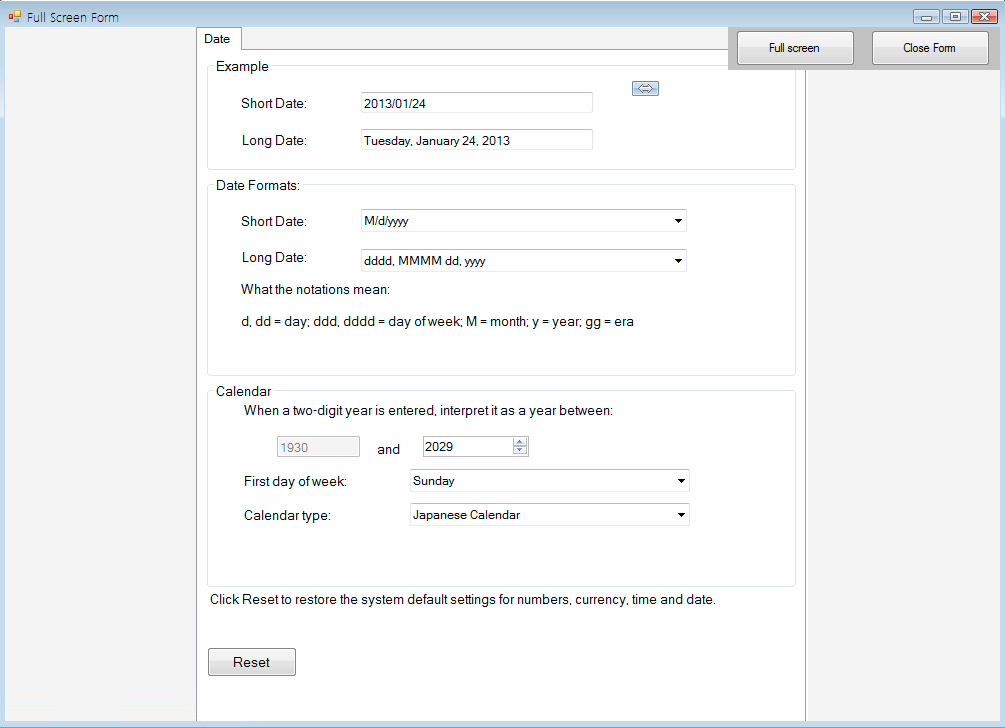 Full Screen Form
Date
Full screen
Close Form
Example
Short Date:
2013/01/24
Long Date:
Tuesday, January 24, 2013
Date Formats:
Short Date:
M/d/yyyy
Long Date:
dddd, MMMM dd, yyyy
What the notations mean:
d, dd = day; ddd, dddd = day of week; M = month; y = year; gg = era
Calendar
When a two-digit year is entered, interpret it as a year between:
1930 and 2029
First day of week:
Sunday
Calendar type:
Japanese Calendar
Click Reset to restore the system default settings for numbers, currency, time and date.
Reset